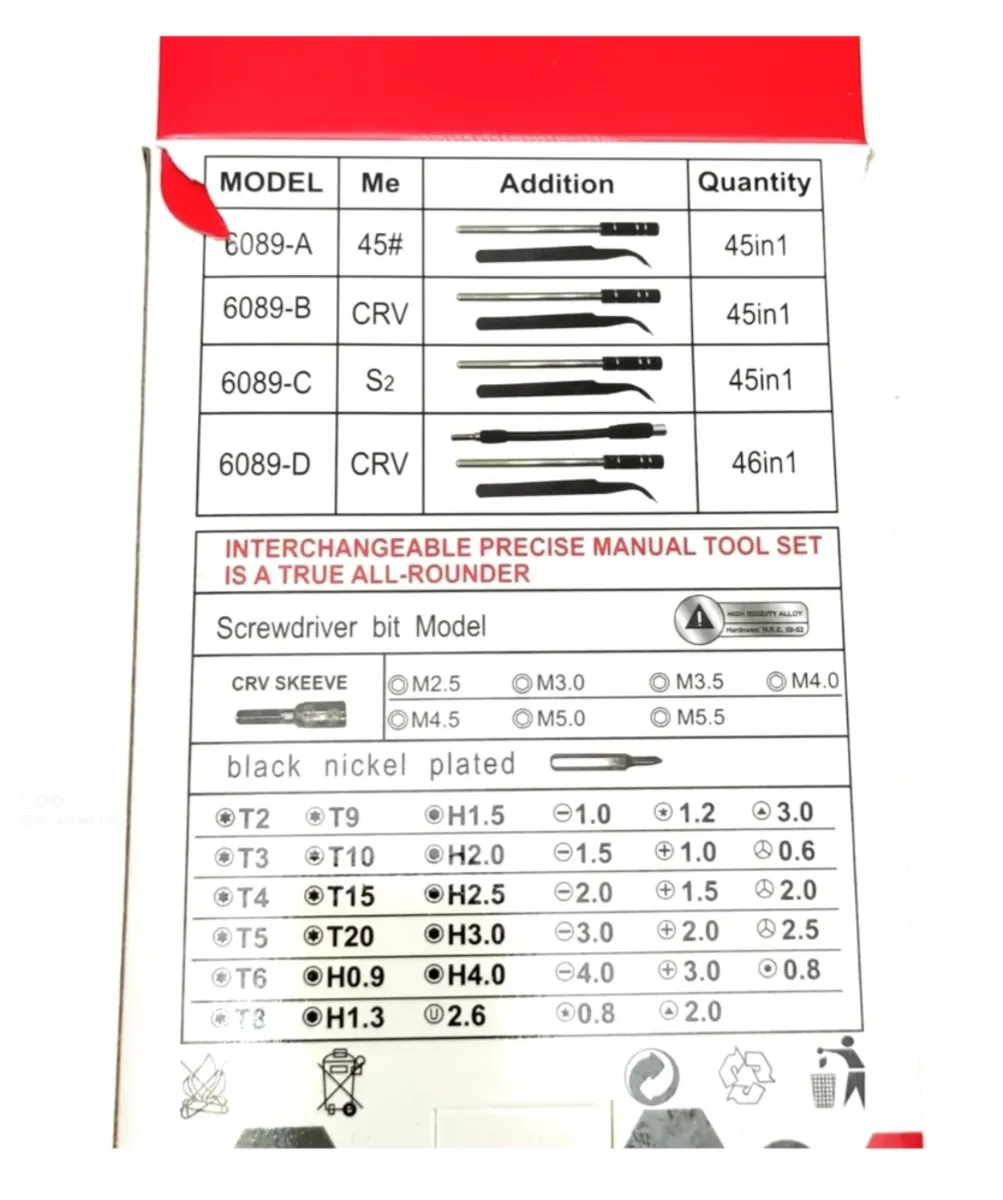 MODEL Me Addition Quantity
6089-A 45# 45in1
6089-B CRV 45in1
6089-C S2 45in1
6089-D CRV 46in1
INTERCHANGEABLE PRECISE MANUAL TOOL SET
IS A TRUE ALL-ROUNDER
Screwdriver bit Model
HIGH RIGIDITY ALLOY
Hardness: H.R.C.
CRV SKEEVE
M2.5 M3.0 M3.5 M4.0
M4.5 M5.0 M5.5
black nickel plated
T2 T9 H1.5 1.0 1.2 3.0
T3 T10 H2.0 1.5 1.0 0.6
T4 T15 H2.5 2.0 1.5 2.0
T5 T20 H3.0 3.0 2.0 2.5
T6 H0.9 H4.0 4.0 3.0 0.8
T8 H1.3 U 2.6 0.8 2.0